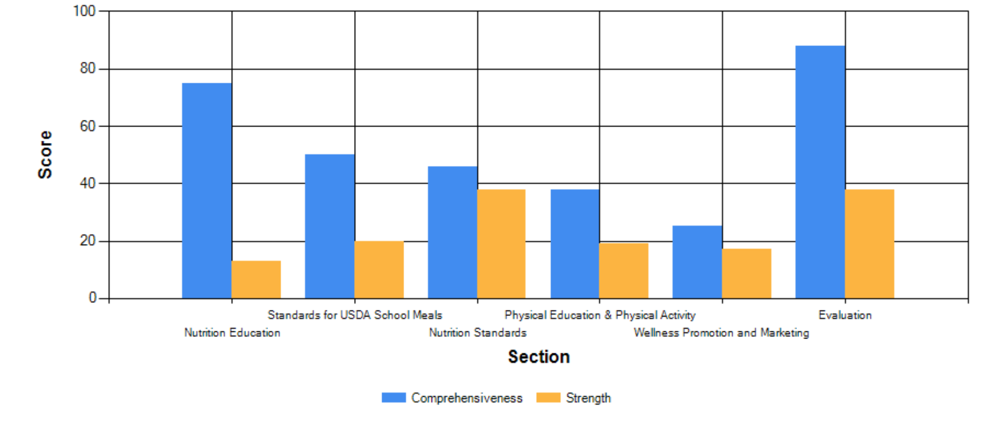 100
80
60
40
20
0
Score
Standards for USDA School Meals
Physical Education & Physical Activity
Evaluation
Nutrition Education
Nutrition Standards
Wellness Promotion and Marketing
Section
Comprehensiveness
Strength